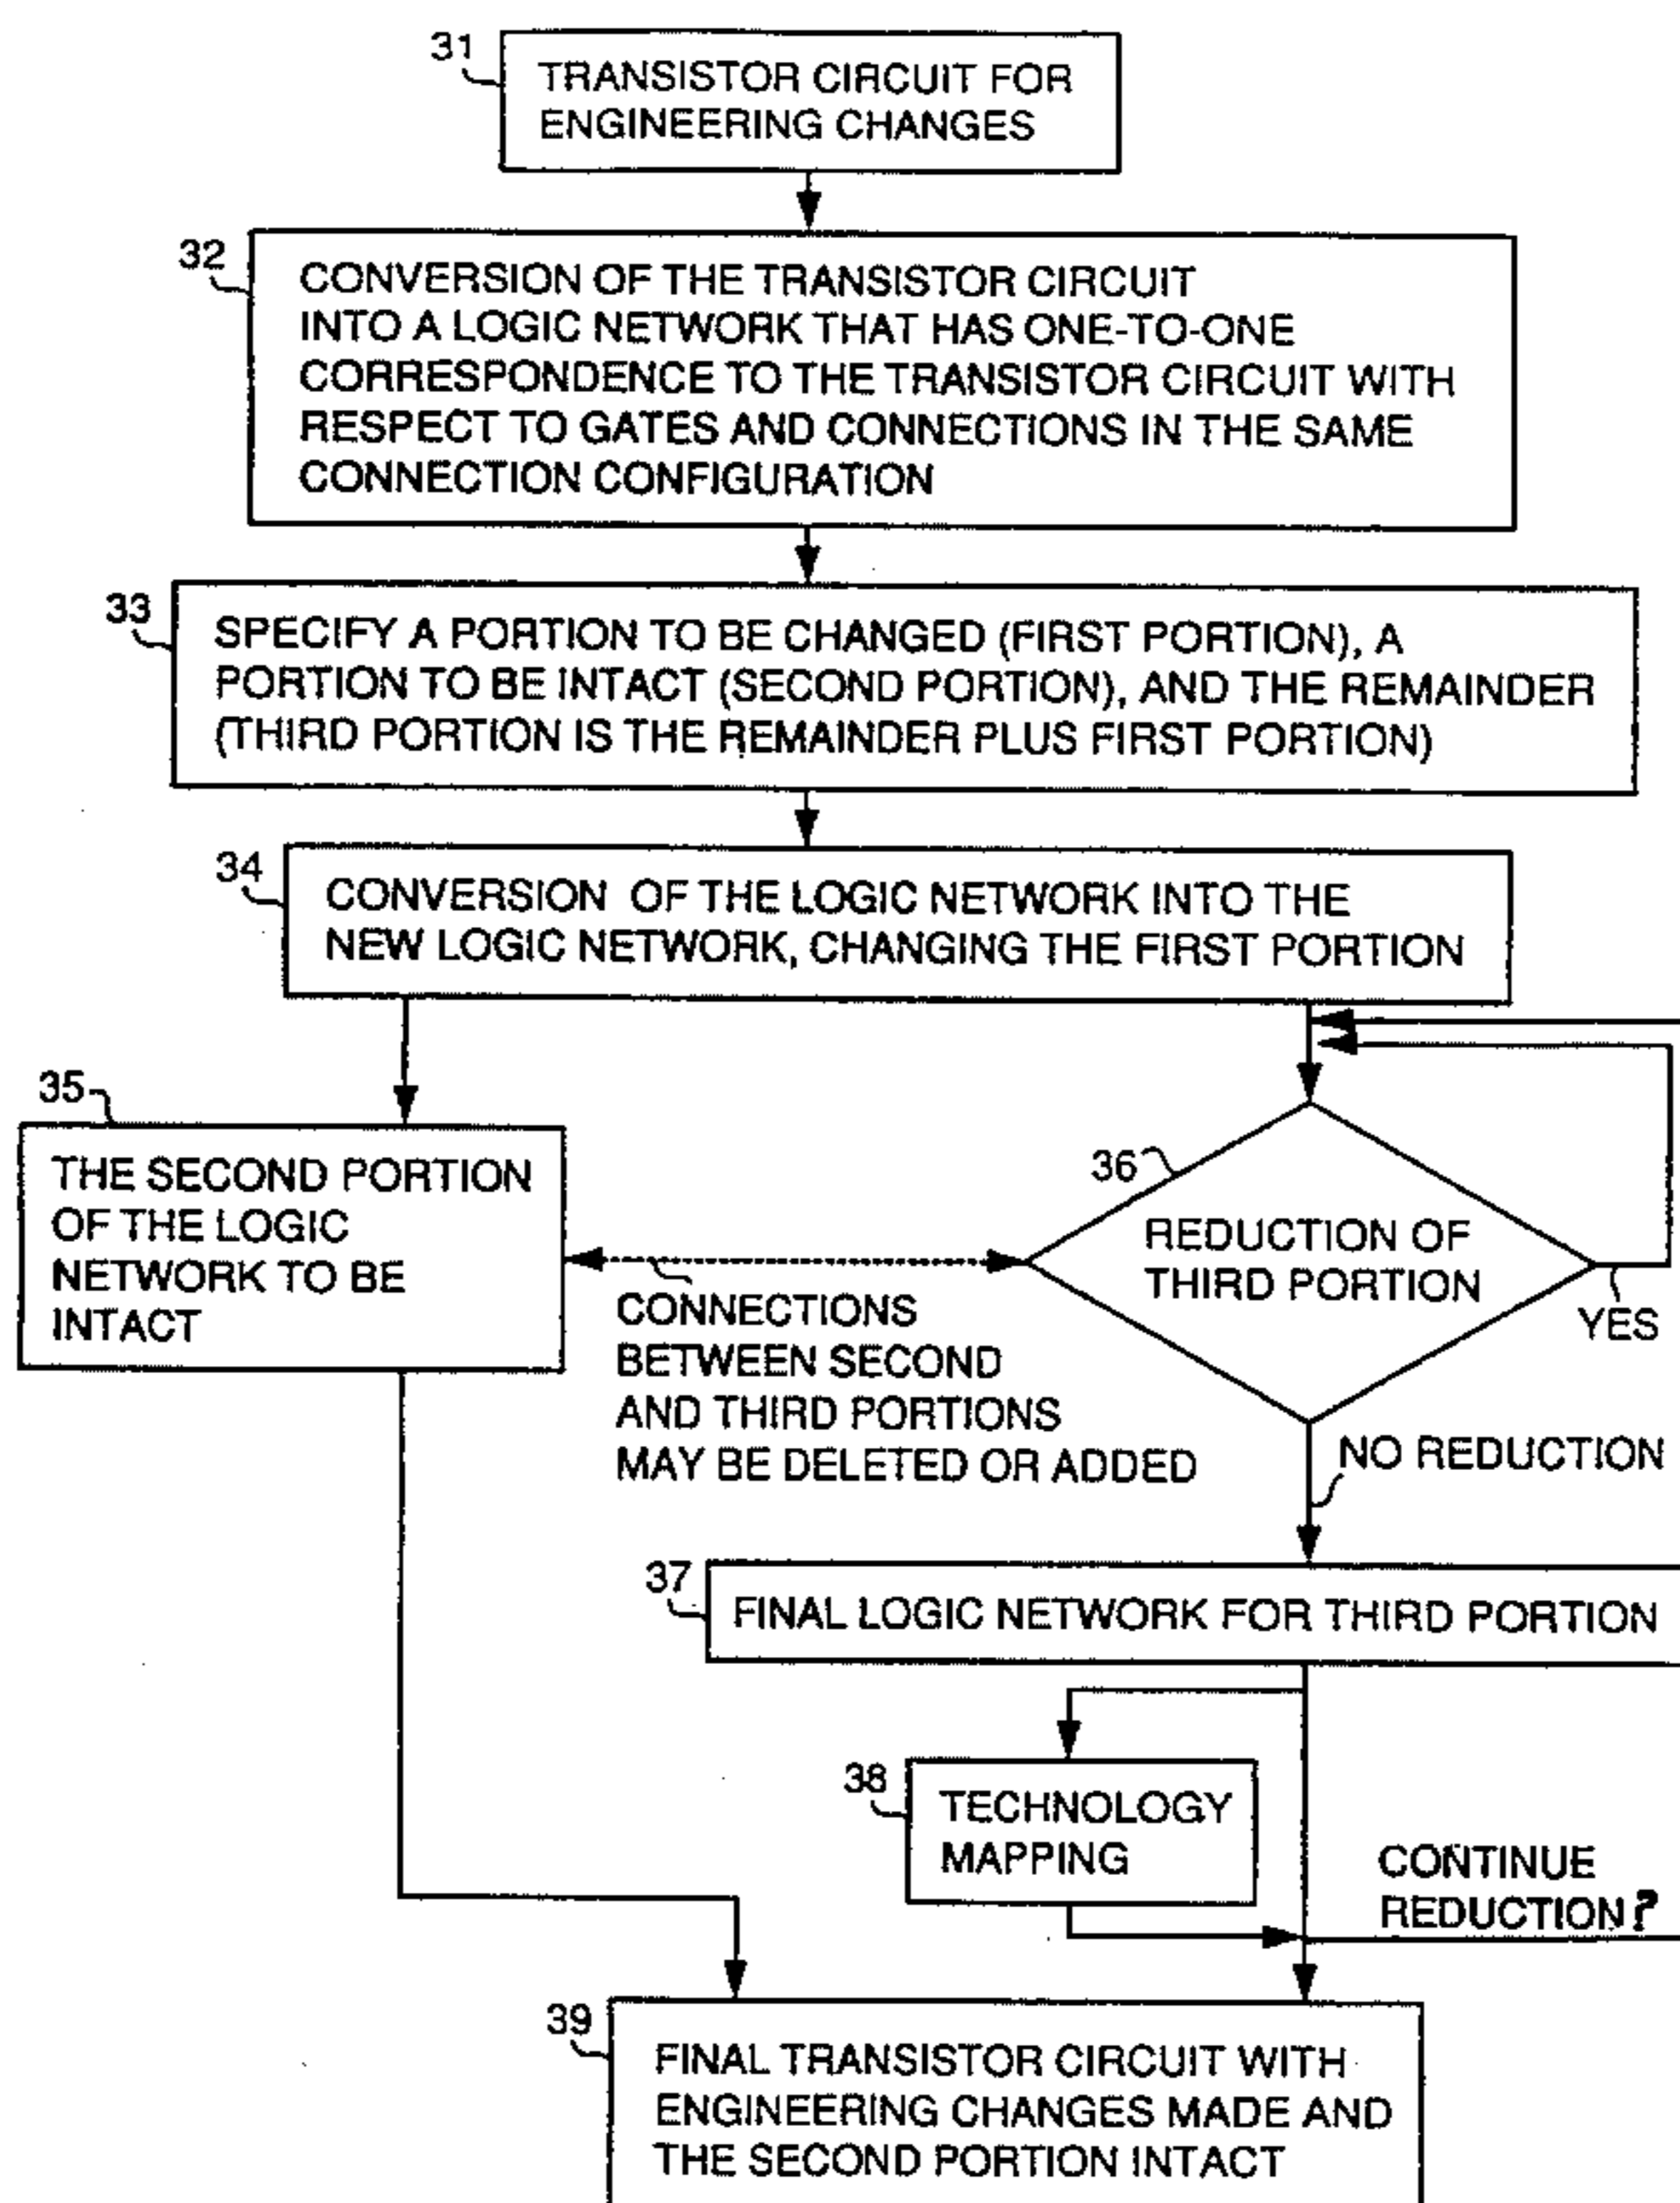 31
TRANSISTOR CIRCUIT FOR
ENGINEERING CHANGES
32
CONVERSION OF THE TRANSISTOR CIRCUIT
INTO A LOGIC NETWORK THAT HAS ONE-TO-ONE
CORRESPONDENCE TO THE TRANSISTOR CIRCUIT WITH
RESPECT TO GATES AND CONNECTIONS IN THE SAME
CONNECTION CONFIGURATION
33
SPECIFY A PORTION TO BE CHANGED (FIRST PORTION), A
PORTION TO BE INTACT (SECOND PORTION), AND THE REMAINDER
(THIRD PORTION IS THE REMAINDER PLUS FIRST PORTION)
34
CONVERSION OF THE LOGIC NETWORK INTO THE
NEW LOGIC NETWORK, CHANGING THE FIRST PORTION
35
THE SECOND PORTION
OF THE LOGIC
NETWORK TO BE
INTACT
36
REDUCTION OF
THIRD PORTION
YES
CONNECTIONS
BETWEEN SECOND
AND THIRD PORTIONS
MAY BE DELETED OR ADDED
NO REDUCTION
37
FINAL LOGIC NETWORK FOR THIRD PORTION
38
TECHNOLOGY
MAPPING
CONTINUE
REDUCTION?
39
FINAL TRANSISTOR CIRCUIT WITH
ENGINEERING CHANGES MADE AND
THE SECOND PORTION INTACT